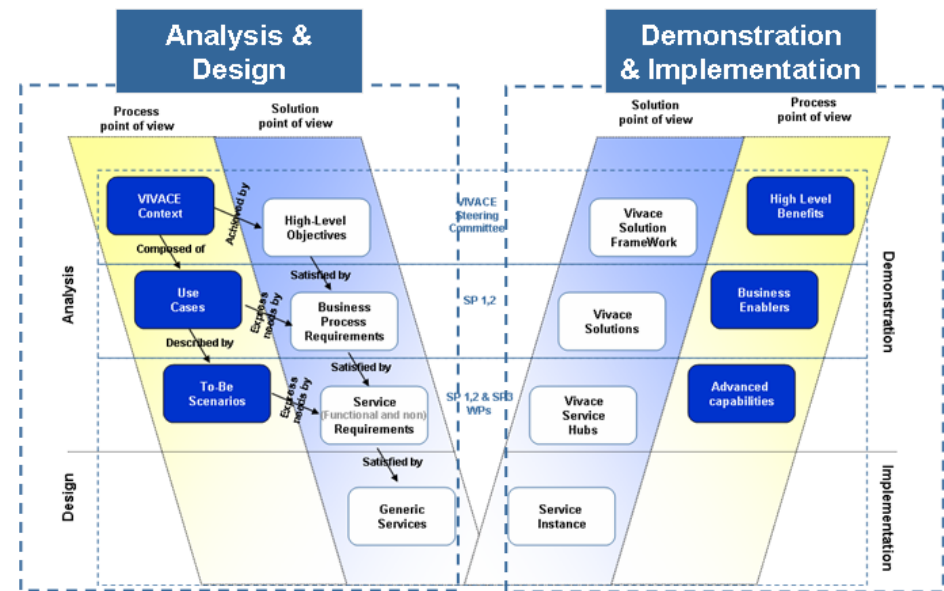 Analysis &
Design
Demonstration
& Implementation
Process
point of view
Solution
point of view
Solution
point of view
Process
point of view
VIVACE
Context
Achieved by
High-Level
Objectives
VIVACE
Steering
Committee
Vivace
Solution
FrameWork
High Level
Benefits
Composed of
Satisfied by
Analysis
Use
Cases
Express
needs by
Business
Process
Requirements
SP 1,2
Vivace
Solutions
Business
Enablers
Demonstration
Described by
Satisfied by
To-Be
Scenarios
Express
needs by
Service
(Functional and non)
Requirements
SP 1,2 & SP3
WPs
Vivace
Service
Hubs
Advanced
capabilities
Satisfied by
Design
Generic
Services
Service
Instance
Implementation